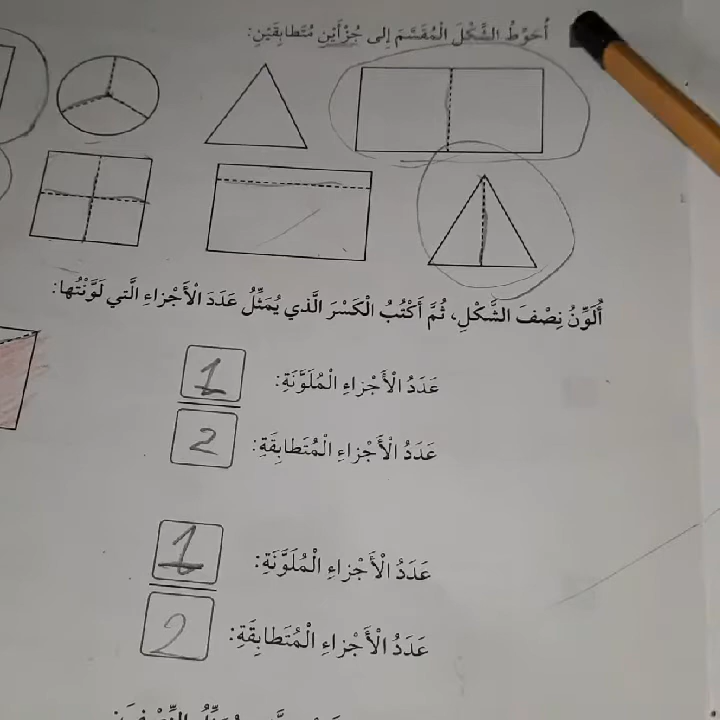 أُحَوِّطُ الشَّكْلَ الْمُقَسَّمَ إِلى جُزْأَيْنِ مُتَطابِقَيْنِ:
أُلَوِّنُ نِصْفَ الشَّكْلِ، ثُمَّ أَكْتُبُ الْكَسْرَ الَّذي يُمَثِّلُ عَدَدَ الْأَجْزاءِ الَّتي لَوَّنْتُها:
عَدَدُ الْأَجْزاءِ الْمُلَوَّنَةِ: 1
عَدَدُ الْأَجْزاءِ الْمُتَطابِقَةِ: 2
عَدَدُ الْأَجْزاءِ الْمُلَوَّنَةِ: 1
عَدَدُ الْأَجْزاءِ الْمُتَطابِقَةِ: 2